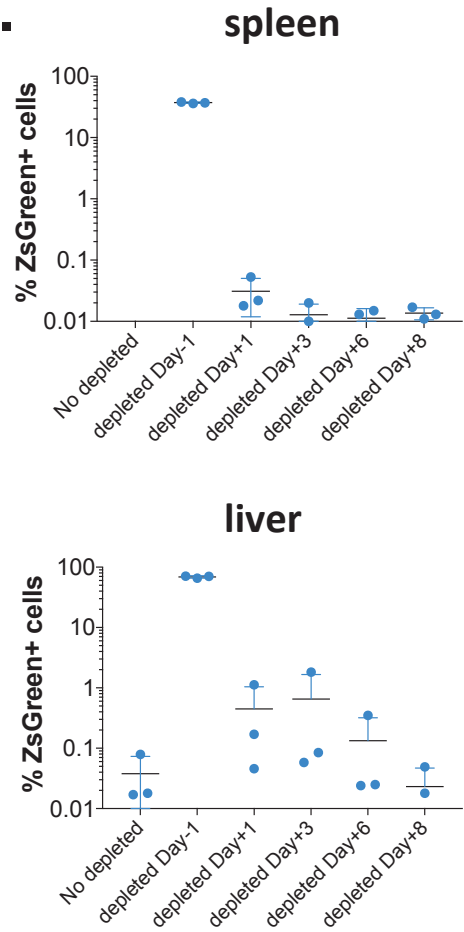 spleen
% ZsGreen+ cells
100
10
1
0.1
0.01
No depleted
depleted Day-1
depleted Day+1
depleted Day+3
depleted Day+6
depleted Day+8
liver
% ZsGreen+ cells
100
10
1
0.1
0.01
No depleted
depleted Day-1
depleted Day+1
depleted Day+3
depleted Day+6
depleted Day+8